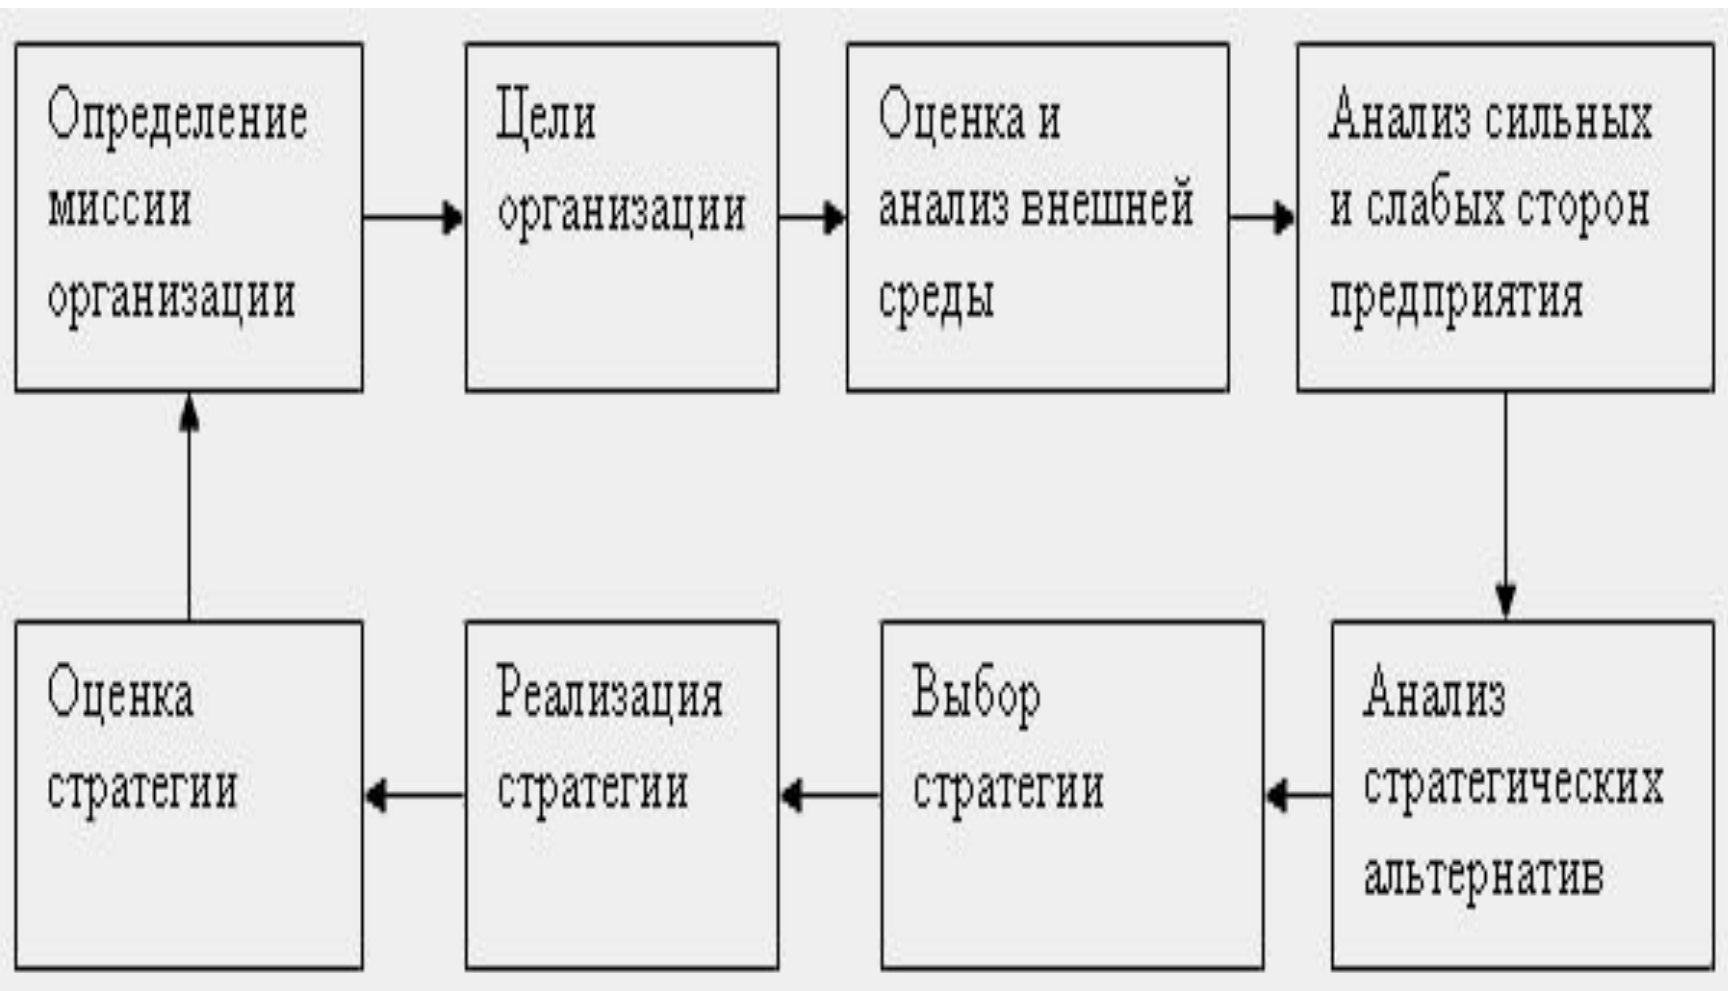 Определение
миссии
организации
Цели
организации
Оценка и
анализ внешней
среды
Анализ сильных
и слабых сторон
предприятия
Анализ
стратегических
альтернатив
Выбор
стратегии
Реализация
стратегии
Оценка
стратегии